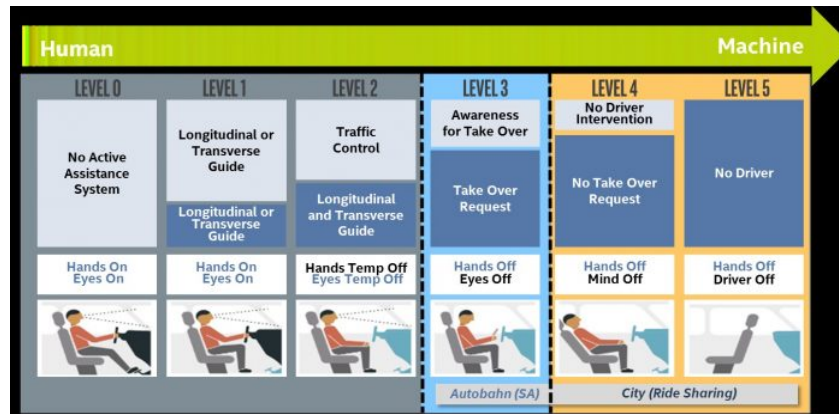 Human
Machine
LEVEL 0
No Active
Assistance
System
Hands On
Eyes On
LEVEL 1
Longitudinal or
Transverse
Guide
Longitudinal or
Transverse
Guide
Hands On
Eyes On
LEVEL 2
Traffic
Control
Longitudinal
and Transverse
Guide
Hands Temp Off
Eyes Temp Off
LEVEL 3
Awareness
for Take Over
Take Over
Request
Hands Off
Eyes Off
LEVEL 4
No Driver
Intervention
No Take Over
Request
Hands Off
Mind Off
LEVEL 5
No Driver
Hands Off
Driver Off
Autobahn (SA)
City (Ride Sharing)